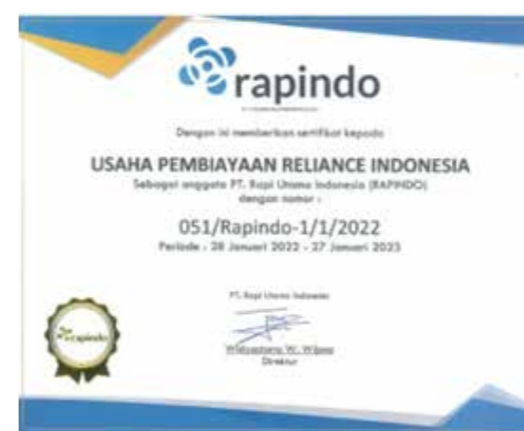 rapindo
Dengan ini memberikan sertifikat kepada
USAHA PEMBIAYAAN RELIANCE INDONESIA
Sebagai anggota PT. Rapi Utama Indonesia (RAPINDO)
dengan nomor :
051/Rapindo-1/1/2022
Periode : 28 Januari 2022 - 27 Januari 2023
PT. Rapi Utama Indonesia
W. Wibowo
Direktur
rapindo